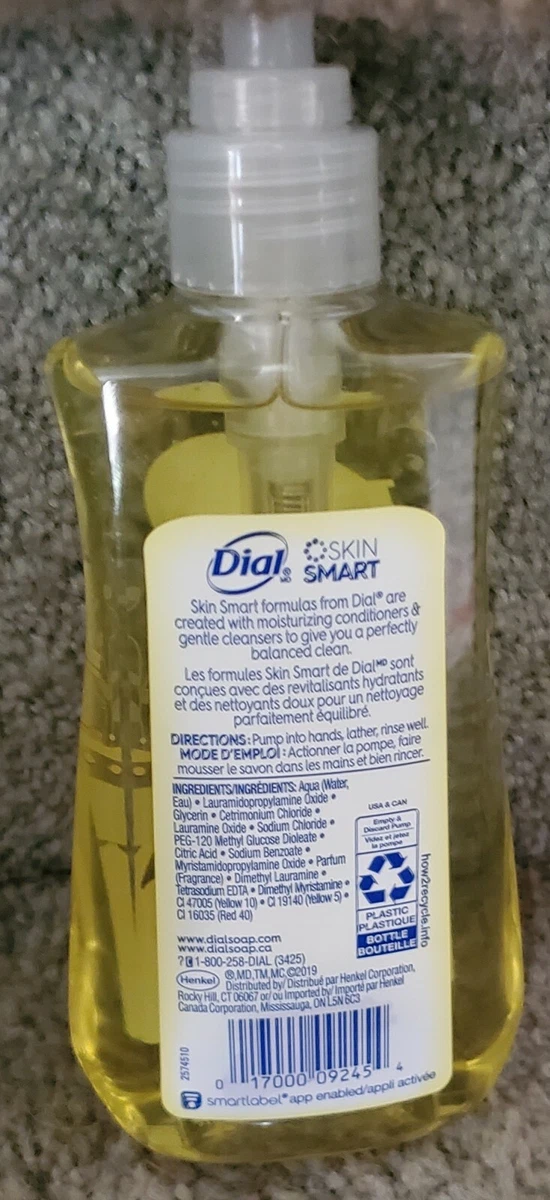 Dial® SKIN
SMART
Skin Smart formulas from Dial® are
created with moisturizing conditioners &
gentle cleansers to give you a perfectly
balanced clean.
Les formules Skin Smart de Dialᴹᴰ sont
conçues avec des revitalisants hydratants
et des nettoyants doux pour un nettoyage
parfaitement équilibré.
DIRECTIONS: Pump into hands, lather, rinse well.
MODE D'EMPLOI: Actionner la pompe, faire
mousser le savon dans les mains et bien rincer.
INGREDIENTS/INGRÉDIENTS: Aqua (Water,
Eau) • Lauramidopropylamine Oxide •
Glycerin • Cetrimonium Chloride •
Lauramine Oxide • Sodium Chloride •
PEG-120 Methyl Glucose Dioleate •
Citric Acid • Sodium Benzoate •
Myristamidopropylamine Oxide • Parfum
(Fragrance) • Dimethyl Lauramine •
Tetrasodium EDTA • Dimethyl Myristamine •
CI 47005 (Yellow 10) • CI 19140 (Yellow 5) •
CI 16035 (Red 40)
USA & CAN
Empty &
Discard Pump
Videz et jetez
la pompe
PLASTIC
PLASTIQUE
BOTTLE
BOUTEILLE
how2recycle.info
www.dialsoap.com
www.dialsoap.ca
? 1-800-258-DIAL (3425)
Henkel ®,MD,TM,MC,©2019
Distributed by/ Distribué par Henkel Corporation,
Rocky Hill, CT 06067 or/ ou Imported by/ Importé par Henkel
Canada Corporation, Mississauga, ON L5N 6C3
2574510
0 17000 09245 4
smartlabel® app enabled/appli activée